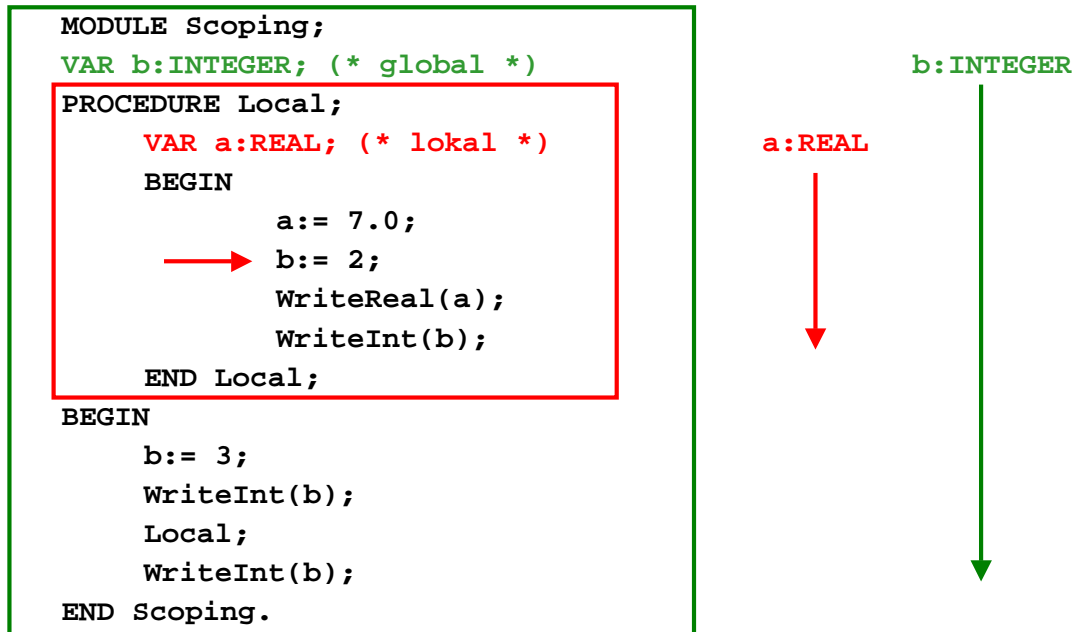 MODULE Scoping;
VAR b:INTEGER; (* global *) b:INTEGER
PROCEDURE Local;
VAR a:REAL; (* lokal *) a:REAL
BEGIN
a:= 7.0;
b:= 2;
WriteReal(a);
WriteInt(b);
END Local;
BEGIN
b:= 3;
WriteInt(b);
Local;
WriteInt(b);
END Scoping.